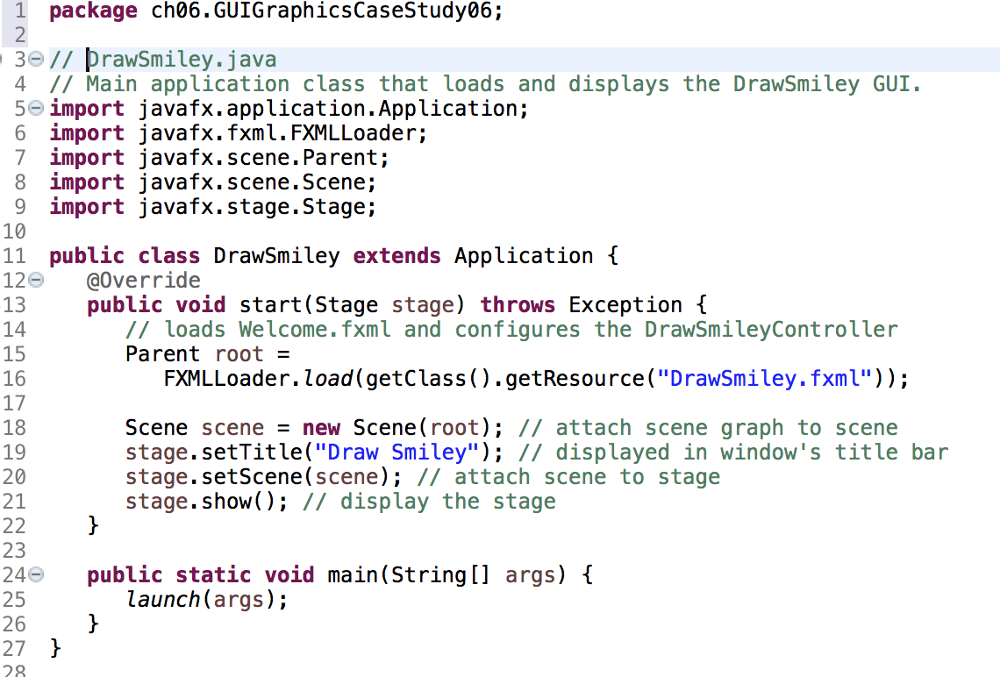 1 package ch06.GUIGraphicsCaseStudy06;
2
3 // DrawSmiley.java
4 // Main application class that loads and displays the DrawSmiley GUI.
5 import javafx.application.Application;
6 import javafx.fxml.FXMLLoader;
7 import javafx.scene.Parent;
8 import javafx.scene.Scene;
9 import javafx.stage.Stage;
10
11 public class DrawSmiley extends Application {
12    @Override
13    public void start(Stage stage) throws Exception {
14       // loads Welcome.fxml and configures the DrawSmileyController
15       Parent root =
16          FXMLLoader.load(getClass().getResource("DrawSmiley.fxml"));
17
18       Scene scene = new Scene(root); // attach scene graph to scene
19       stage.setTitle("Draw Smiley"); // displayed in window's title bar
20       stage.setScene(scene); // attach scene to stage
21       stage.show(); // display the stage
22    }
23
24    public static void main(String[] args) {
25       launch(args);
26    }
27 }
28